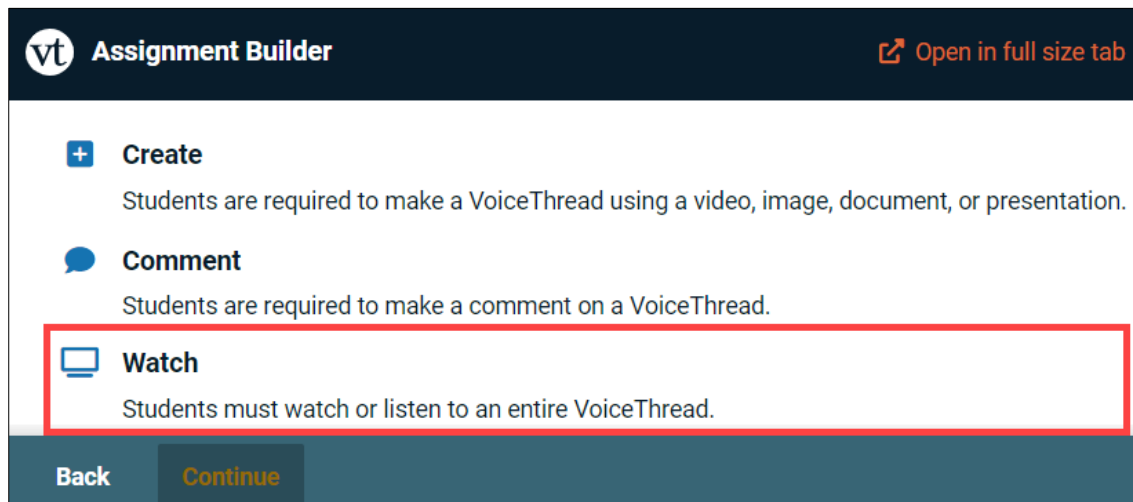 vt Assignment Builder Open in full size tab
Create
Students are required to make a VoiceThread using a video, image, document, or presentation.
Comment
Students are required to make a comment on a VoiceThread.
Watch
Students must watch or listen to an entire VoiceThread.
Back Continue